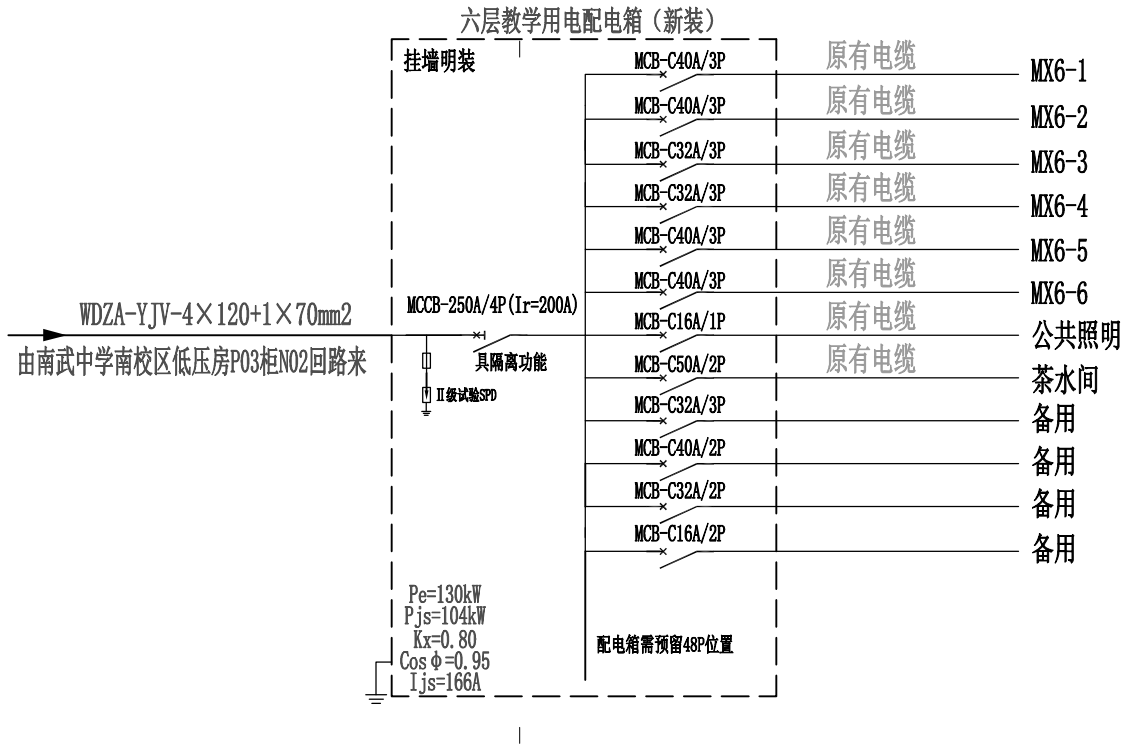 六层教学用电配电箱（新装）
挂墙明装
MCB-C40A/3P
原有电缆
MX6-1
MCB-C40A/3P
原有电缆
MX6-2
MCB-C32A/3P
原有电缆
MX6-3
MCB-C32A/3P
原有电缆
MX6-4
MCB-C40A/3P
原有电缆
MX6-5
MCB-C40A/3P
原有电缆
MX6-6
MCB-C16A/1P
原有电缆
公共照明
MCB-C50A/2P
原有电缆
茶水间
MCB-C32A/3P
备用
MCB-C40A/2P
备用
MCB-C32A/2P
备用
MCB-C16A/2P
备用
WDZA-YJV-4×120+1×70mm2
由南武中学南校区低压房P03柜N02回路来
MCCB-250A/4P(Ir=200A)
具隔离功能
Ⅱ级试验SPD
Pe=130kW
Pjs=104kW
Kx=0.80
Cosφ=0.95
Ijs=166A
配电箱需预留48P位置